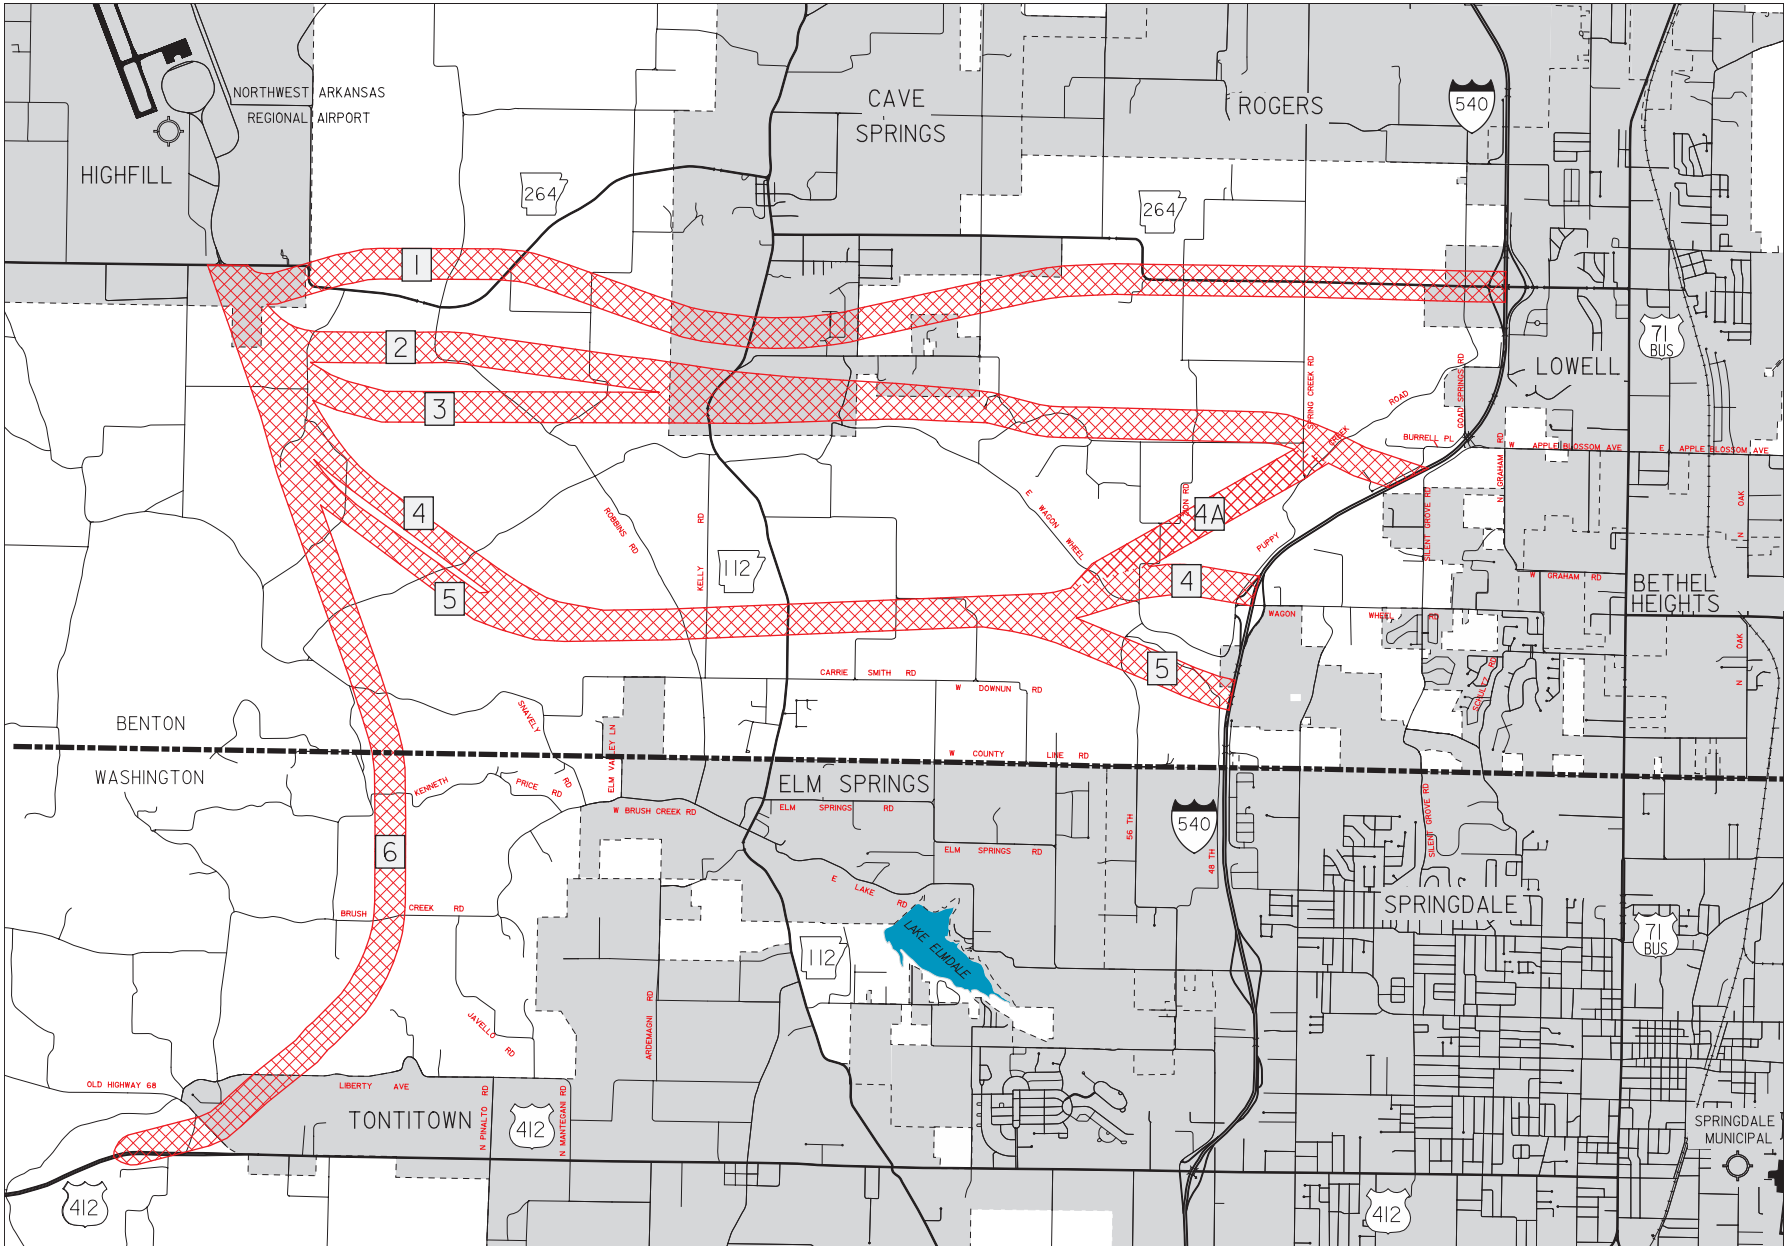 NORTHWEST ARKANSAS
REGIONAL AIRPORT
HIGHFILL
CAVE
SPRINGS
ROGERS
540
264
264
1
2
3
4
5
4A
4
5
6
71
BUS
LOWELL
SPRING CREEK RD
GOAD SPRINGS RD
PUPPY CREEK ROAD
BURRELL PL
N GRAHAM RD
W APPLE BLOSSOM AVE
E APPLE BLOSSOM AVE
N OAK
SILENT GROVE RD
W GRAHAM RD
BETHEL
HEIGHTS
E WAGON WHEEL
ROBBINS RD
KELLY RD
112
WAGON WHEEL RD
N OAK
SCHULTZ RD
CARRIE SMITH RD
W DOWNUN RD
SNAVELY RD
ELM VALLEY LN
BENTON
WASHINGTON
W COUNTY LINE RD
KENNETH PRICE RD
ELM SPRINGS
W BRUSH CREEK RD
ELM SPRINGS RD
ELM SPRINGS RD
56 TH
48 TH
540
SILENT GROVE RD
E LAKE RD
BRUSH CREEK RD
SPRINGDALE
71
BUS
LAKE ELMDALE
112
JAVELLO RD
ARDEMAGNI RD
OLD HIGHWAY 68
LIBERTY AVE
TONTITOWN
N PINALTO RD
412
N MANTEGANI RD
SPRINGDALE
MUNICIPAL
412
412